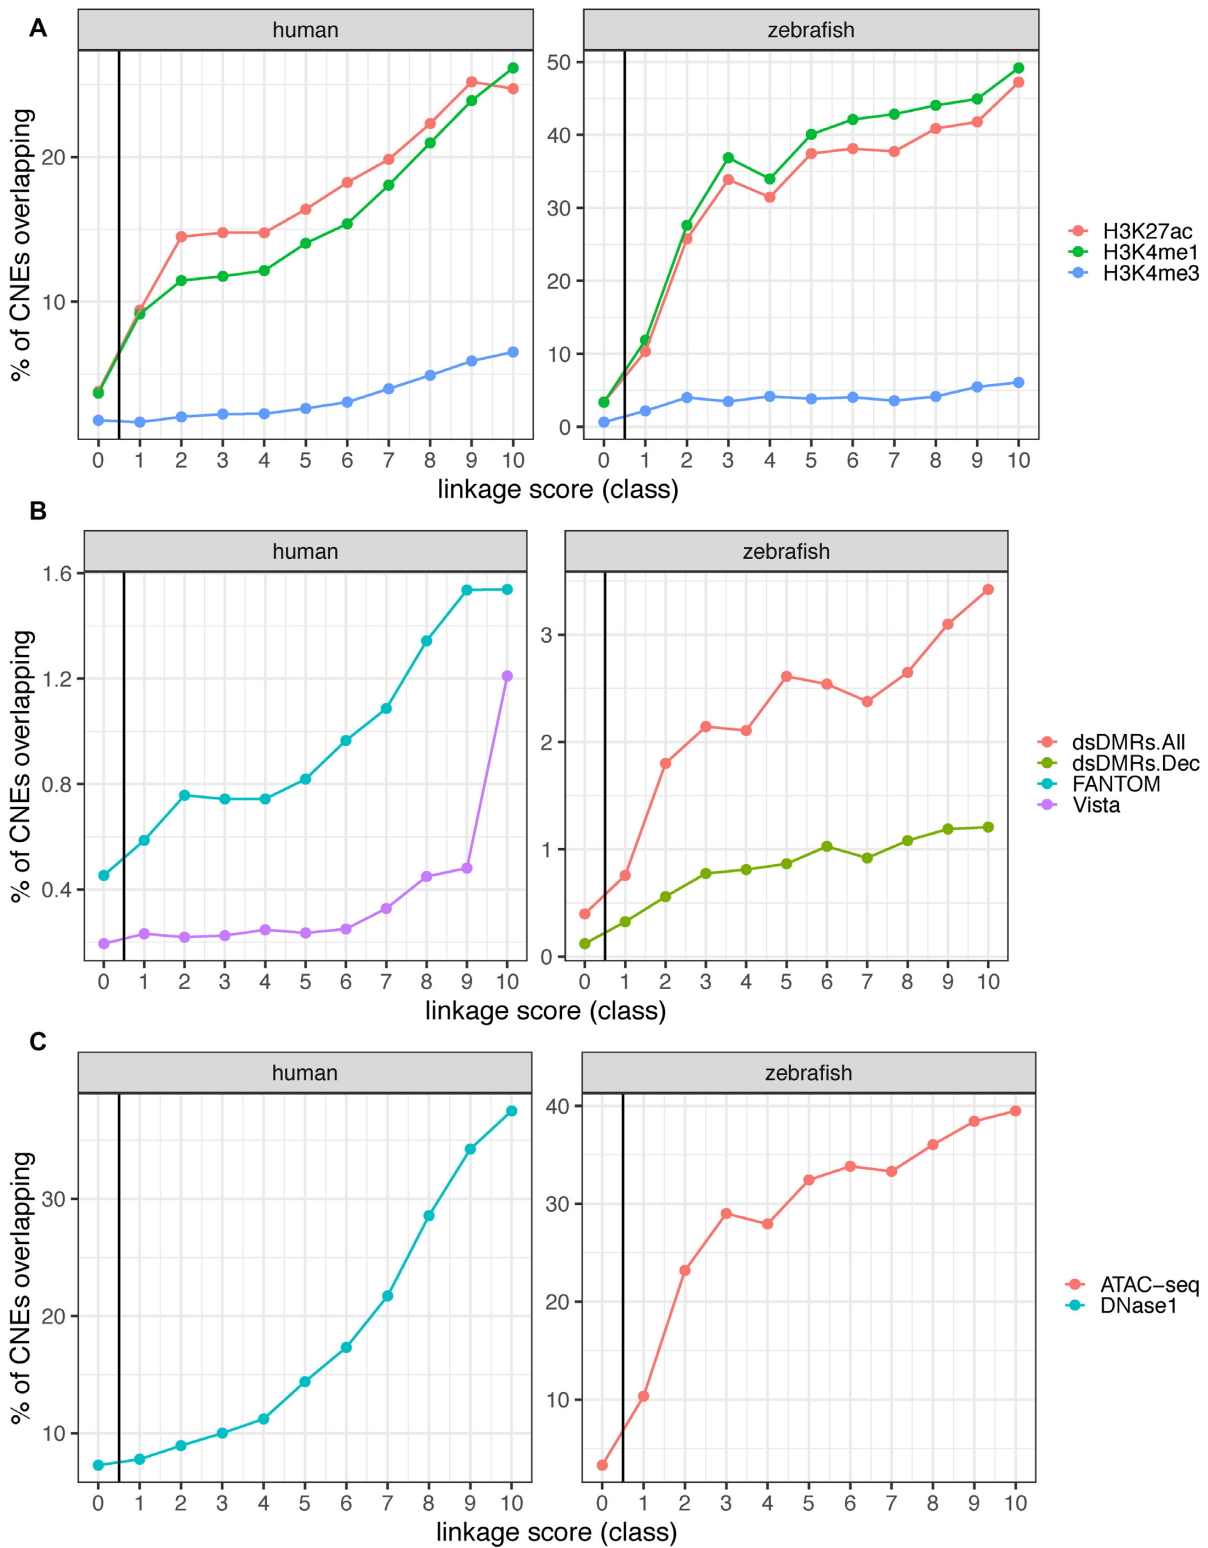 A
human
zebrafish
% of CNEs overlapping
20
10
50
40
30
20
10
0
0 1 2 3 4 5 6 7 8 9 10
0 1 2 3 4 5 6 7 8 9 10
linkage score (class)
H3K27ac
H3K4me1
H3K4me3
B
human
zebrafish
% of CNEs overlapping
1.6
1.2
0.8
0.4
3
2
1
0
0 1 2 3 4 5 6 7 8 9 10
0 1 2 3 4 5 6 7 8 9 10
linkage score (class)
dsDMRs.All
dsDMRs.Dec
FANTOM
Vista
C
human
zebrafish
% of CNEs overlapping
30
20
10
40
30
20
10
0 1 2 3 4 5 6 7 8 9 10
0 1 2 3 4 5 6 7 8 9 10
linkage score (class)
ATAC−seq
DNase1